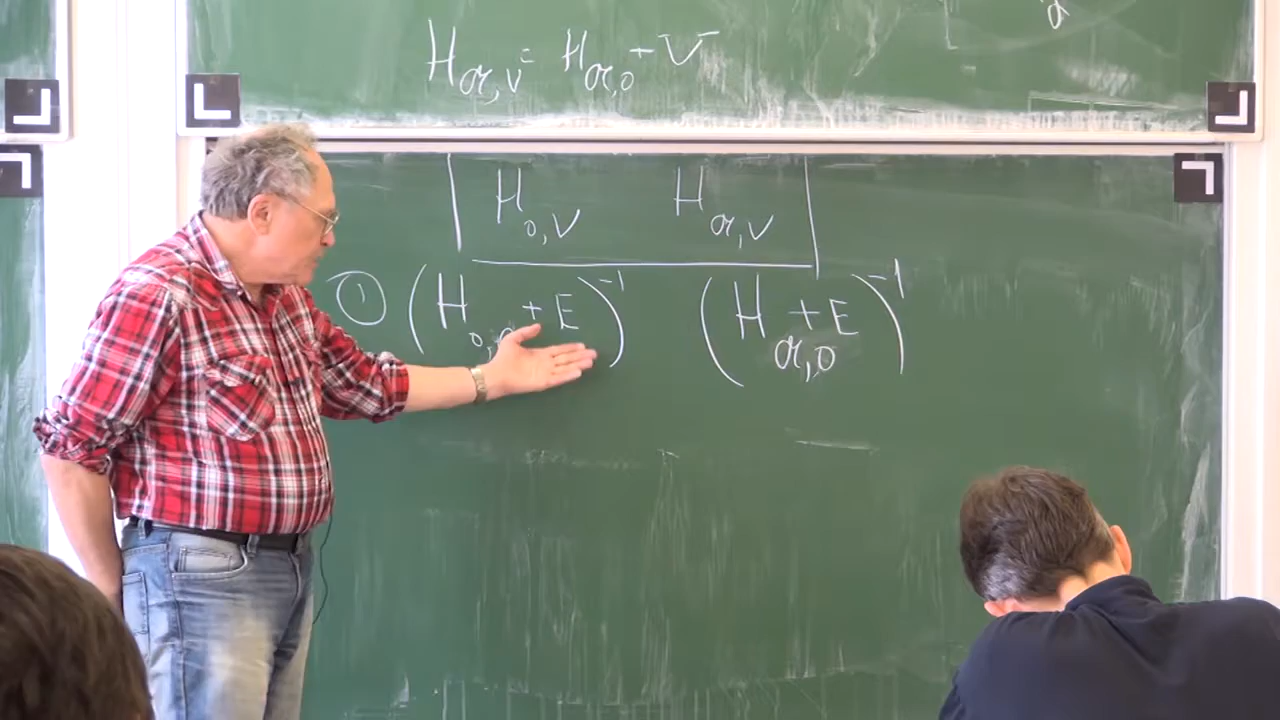 H_{α,V} = H_{α,0} + V
H_{0,V} H_{α,V}
① (H_{0,0} + E)^{-1} (H_{α,0} + E)^{-1}